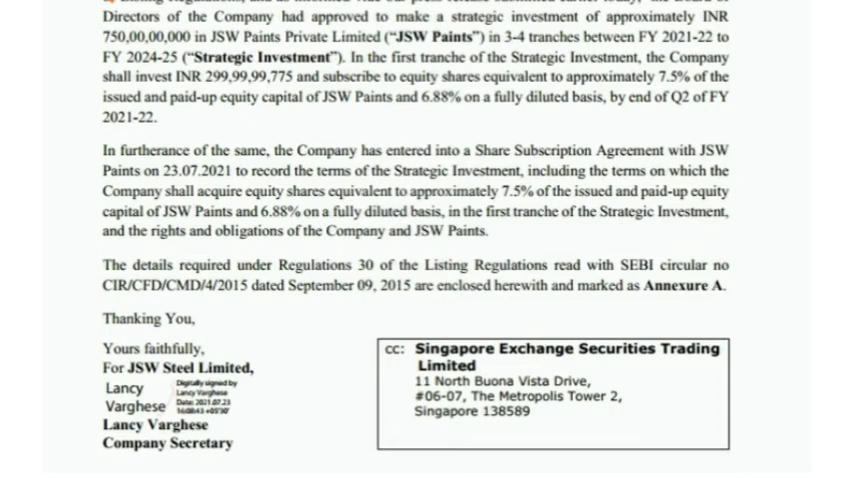 Directors of the Company had approved to make a strategic investment of approximately INR
750,00,00,000 in JSW Paints Private Limited (“JSW Paints”) in 3-4 tranches between FY 2021-22 to
FY 2024-25 (“Strategic Investment”). In the first tranche of the Strategic Investment, the Company
shall invest INR 299,99,99,775 and subscribe to equity shares equivalent to approximately 7.5% of the
issued and paid-up equity capital of JSW Paints and 6.88% on a fully diluted basis, by end of Q2 of FY
2021-22.
In furtherance of the same, the Company has entered into a Share Subscription Agreement with JSW
Paints on 23.07.2021 to record the terms of the Strategic Investment, including the terms on which the
Company shall acquire equity shares equivalent to approximately 7.5% of the issued and paid-up equity
capital of JSW Paints and 6.88% on a fully diluted basis, in the first tranche of the Strategic Investment,
and the rights and obligations of the Company and JSW Paints.
The details required under Regulations 30 of the Listing Regulations read with SEBI circular no
CIR/CFD/CMD/4/2015 dated September 09, 2015 are enclosed herewith and marked as Annexure A.
Thanking You,
Yours faithfully,
For JSW Steel Limited,
Lancy
Varghese
Digitally signed by
Lancy Varghese
Date: 2021.07.23
Lancy Varghese
Company Secretary
cc: Singapore Exchange Securities Trading
Limited
11 North Buona Vista Drive,
#06-07, The Metropolis Tower 2,
Singapore 138589